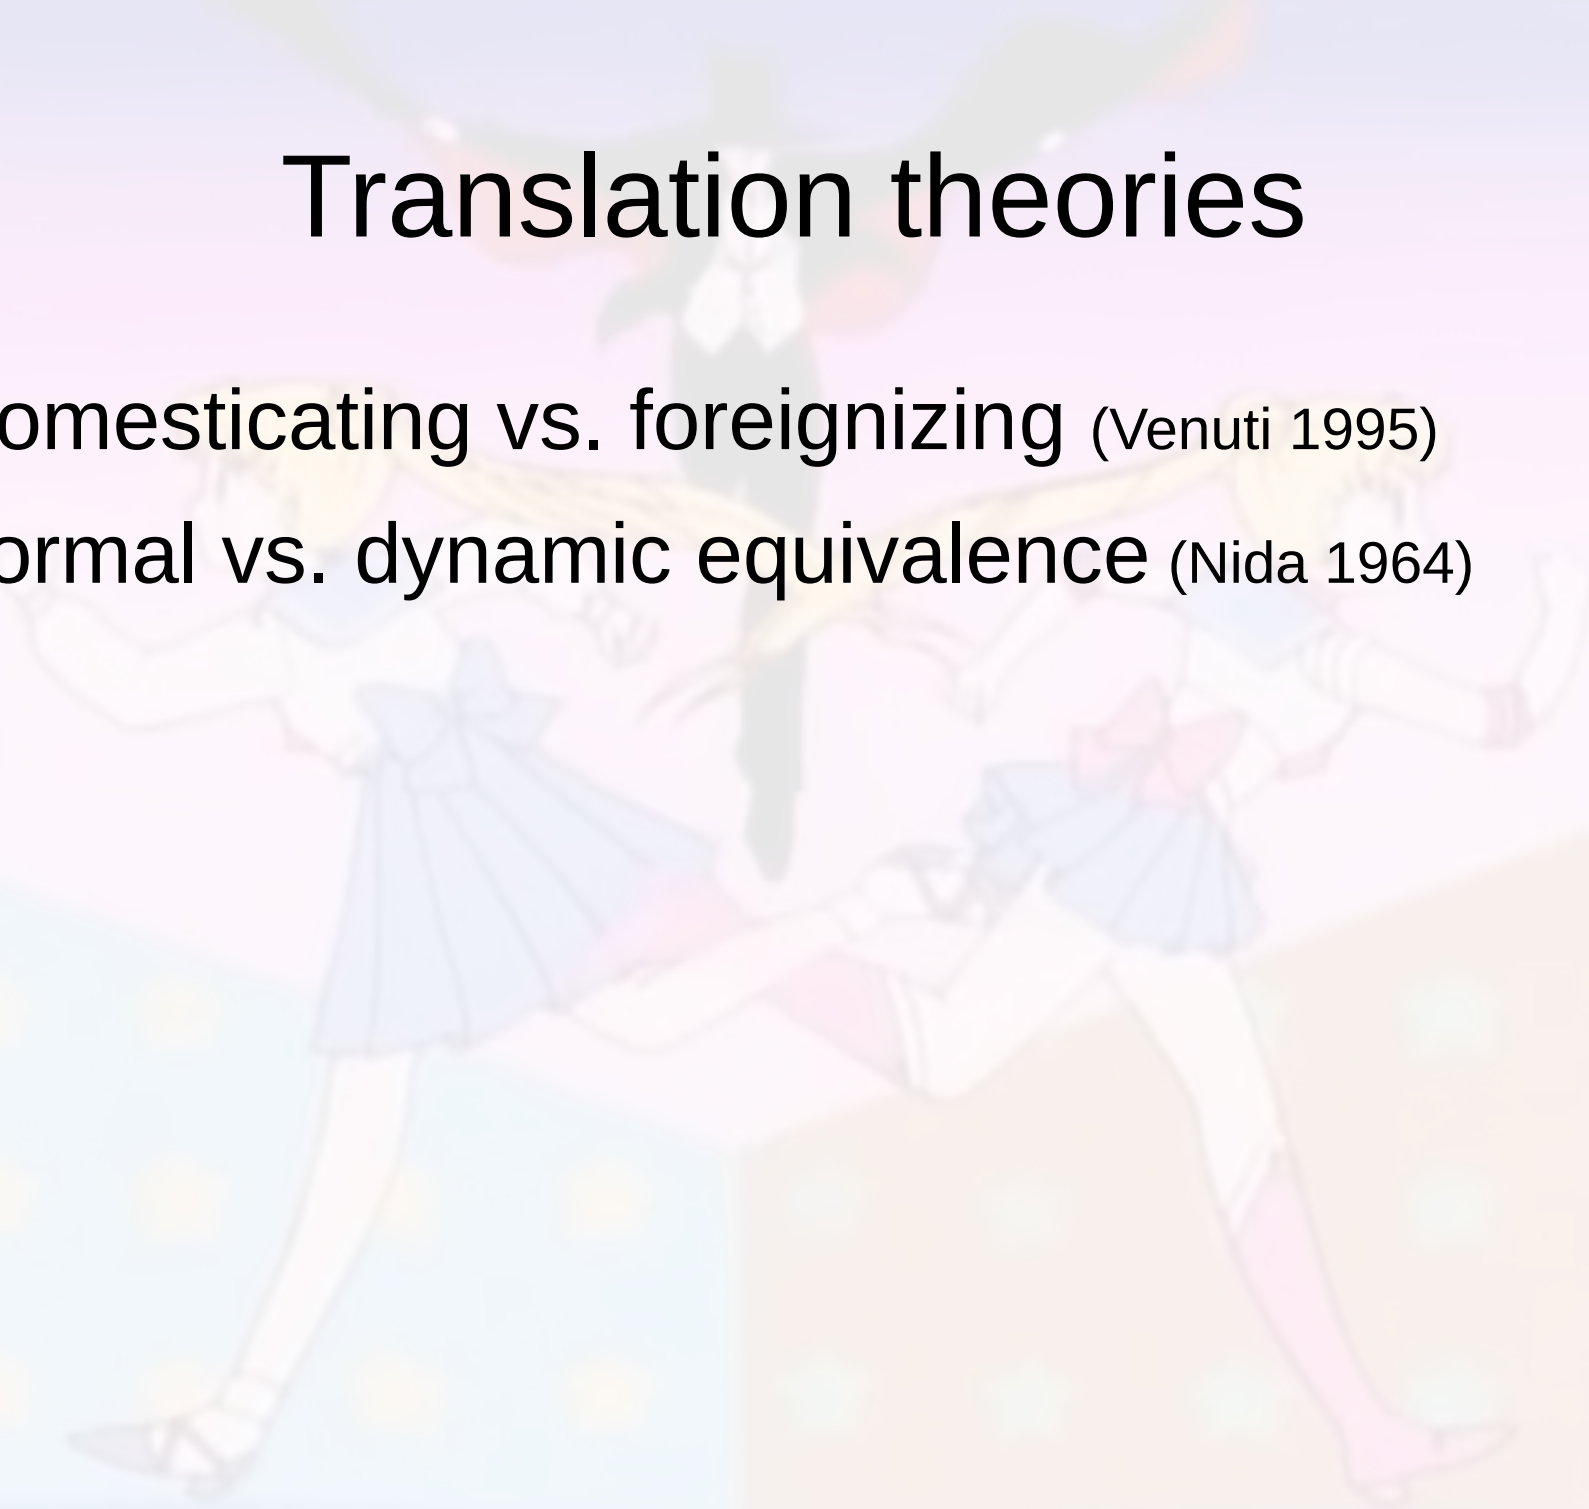 Translation theories
omesticating vs. foreignizing (Venuti 1995)
ormal vs. dynamic equivalence (Nida 1964)